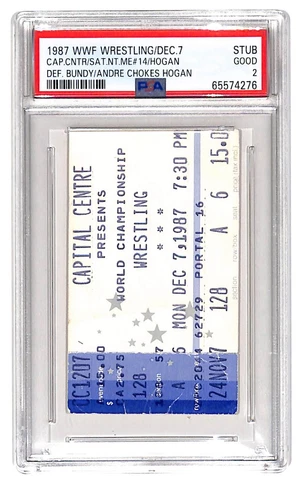 1987 WWF WRESTLING/DEC.7 STUB
CAP.CNTR/SAT.NT.ME#14/HOGAN GOOD
DEF. BUNDY/ANDRE CHOKES HOGAN 2
PSA 65574276
CAPITAL CENTRE
PRESENTS
WORLD CHAMPIONSHIP
WRESTLING
MON DEC 7,1987 7:30 PM
62729 PORTAL 16
128 A 6 15.00
128
A 6
24NOV7 128 A 6